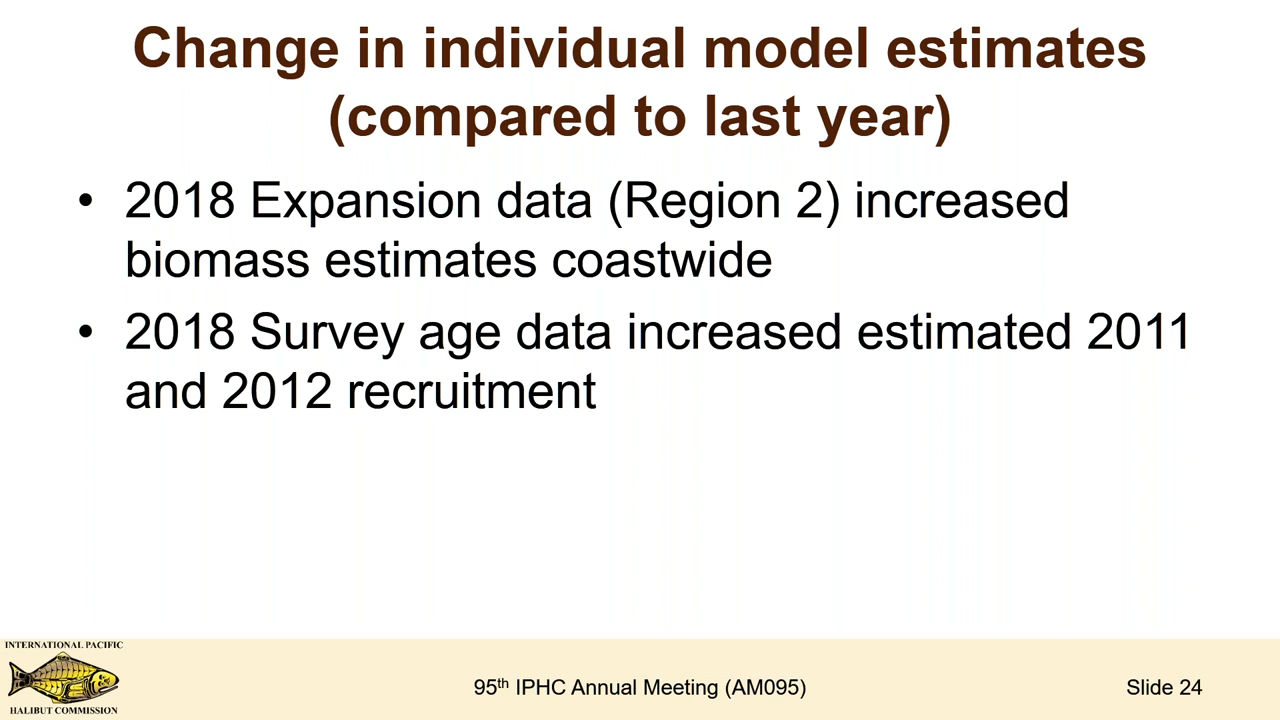 Change in individual model estimates
(compared to last year)
• 2018 Expansion data (Region 2) increased
biomass estimates coastwide
• 2018 Survey age data increased estimated 2011
and 2012 recruitment
INTERNATIONAL PACIFIC
HALIBUT COMMISSION
95th IPHC Annual Meeting (AM095)
Slide 24